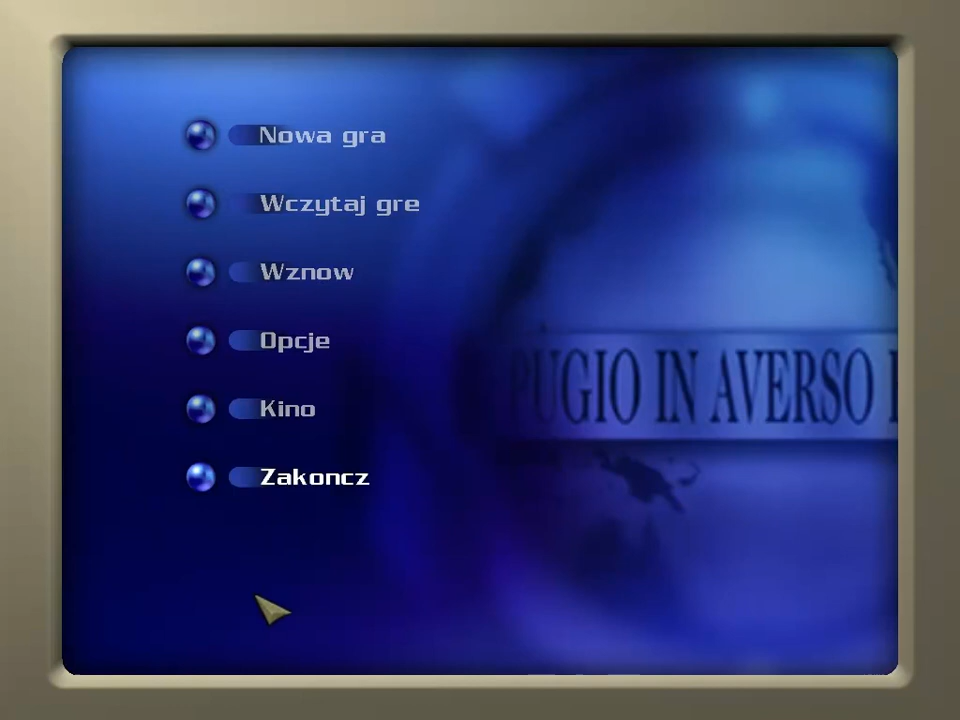 Nowa gra
Wczytaj gre
Wznow
Opcje
Kino
Zakoncz
PUGIO IN AVERSO